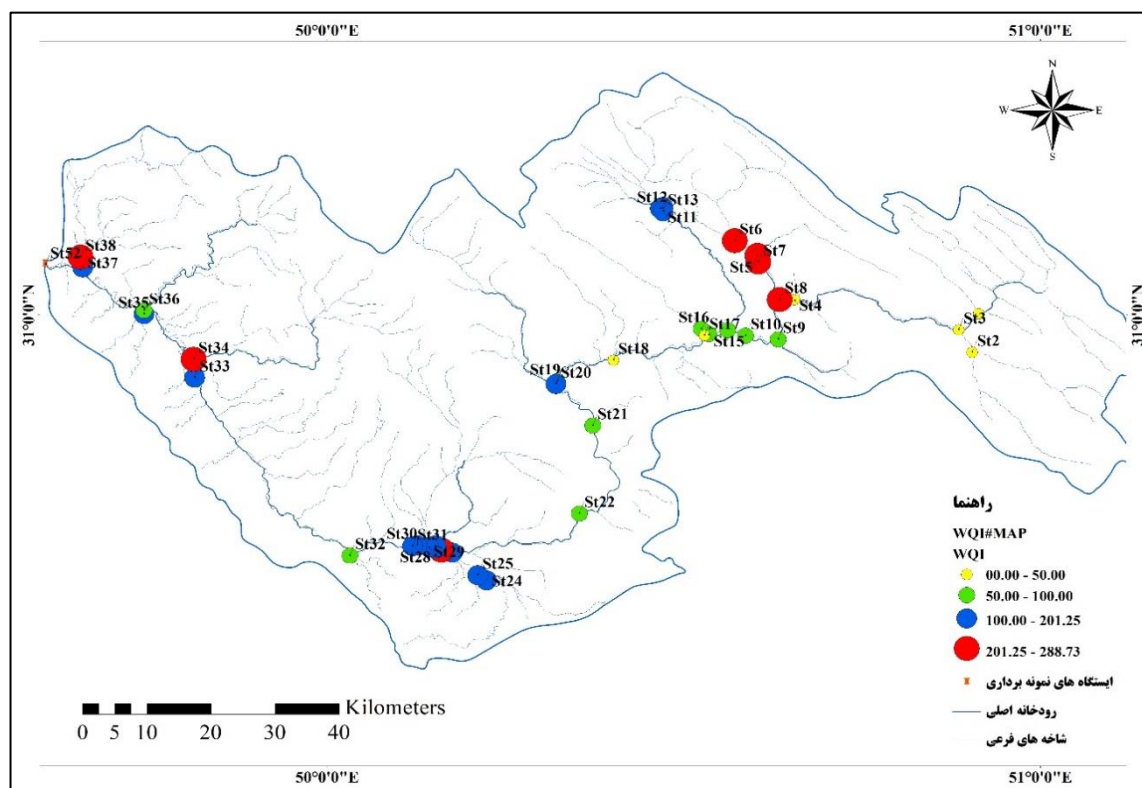 50°0'0"E
51°0'0"E
N
W
E
S
St12
St13
St11
St6
St7
St5
St38
St52
St37
St8
St4
31°0'0"N
31°0'0"N
St35
St36
St3
St16
St17
St10
St9
St15
St2
St34
St33
St18
St19
St20
St21
St22
St30
St31
St32
St28
St29
St25
St24
راهنما
WQI#MAP
WQI
00.00 - 50.00
50.00 - 100.00
100.00 - 201.25
201.25 - 288.73
ایستگاه های نمونه برداری
رودخانه اصلی
شاخه های فرعی
Kilometers
0 5 10 20 30 40
50°0'0"E
51°0'0"E